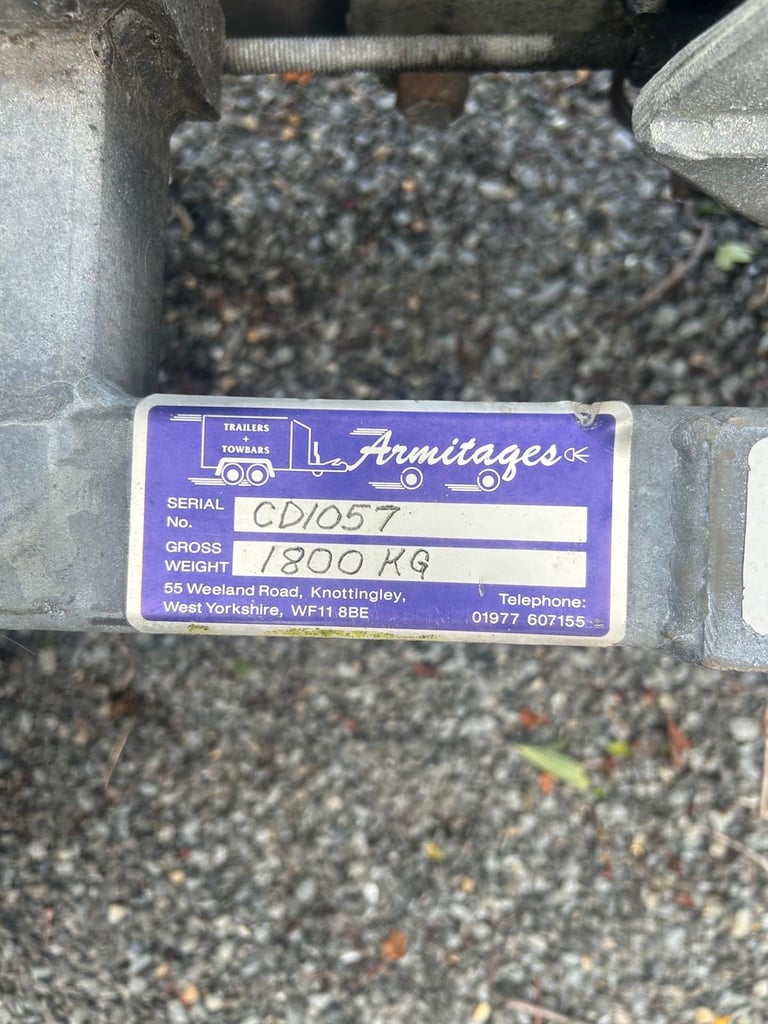 TRAILERS
+
TOWBARS
Armitages
SERIAL No. CD1057
GROSS WEIGHT 1800 KG
55 Weeland Road, Knottingley,
West Yorkshire, WF11 8BE
Telephone:
01977 607155